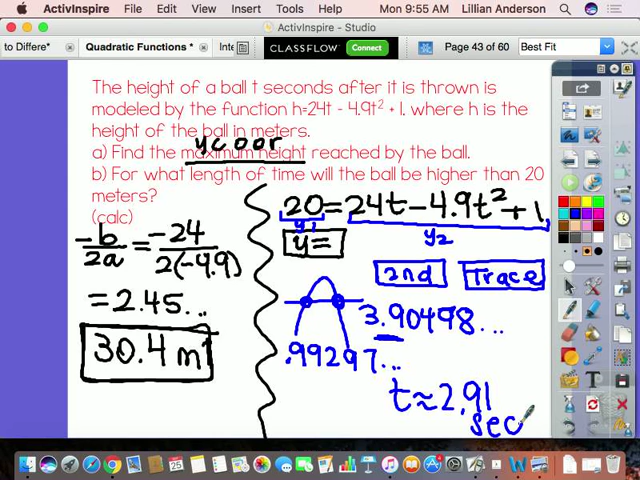 ActivInspire File Edit View Insert Tools Help Mon 9:55 AM Lillian Anderson
ActivInspire - Studio
to Differe* Quadratic Functions * Inte CLASSFLOW Connect Page 43 of 60 Best Fit
The height of a ball t seconds after it is thrown is
modeled by the function h=24t - 4.9t² + 1. where h is the
height of the ball in meters.
ycoor
a) Find the maximum height reached by the ball.
b) For what length of time will the ball be higher than 20
meters?
(calc)
-b/2a = -24/2(-4.9)
= 2.45...
30.4 m
20 = 24t - 4.9t² + 1
y1 y2
y=
2nd Trace
3.90498...
.99297...
t ≈ 2.91
sec